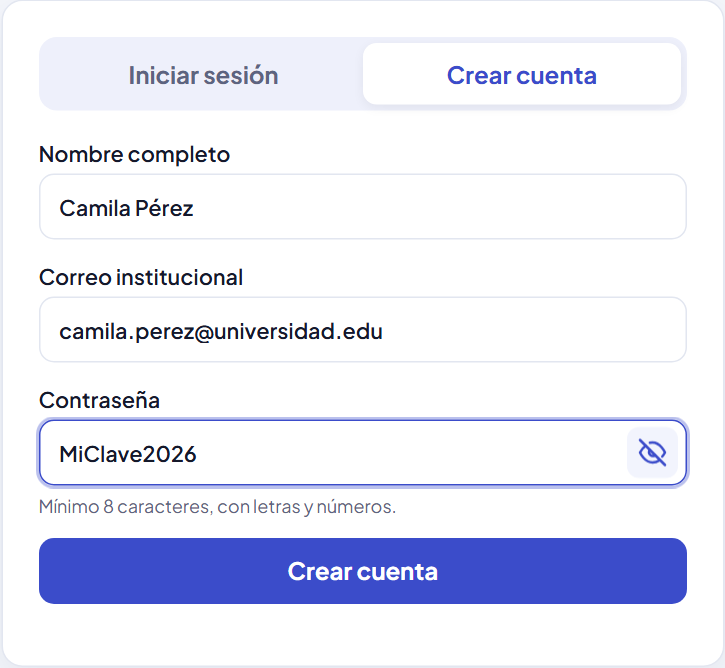 Iniciar sesión
Crear cuenta
Nombre completo
Camila Pérez
Correo institucional
camila.perez@universidad.edu
Contraseña
MiClave2026
Mínimo 8 caracteres, con letras y números.
Crear cuenta